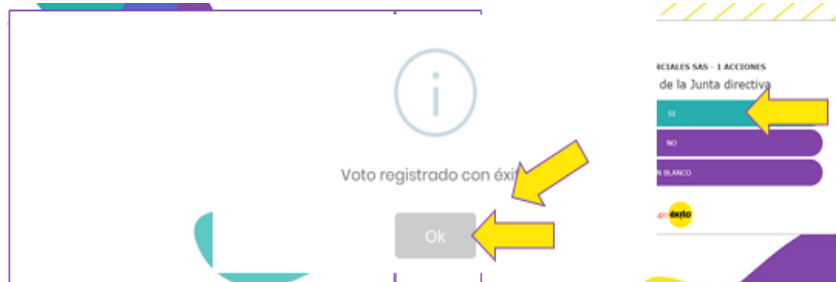 Voto registrado con éxi
Ok
RCIALES SAS - 1 ACCIONES
de la Junta directiva
SI
NO
N BLANCO
éxito